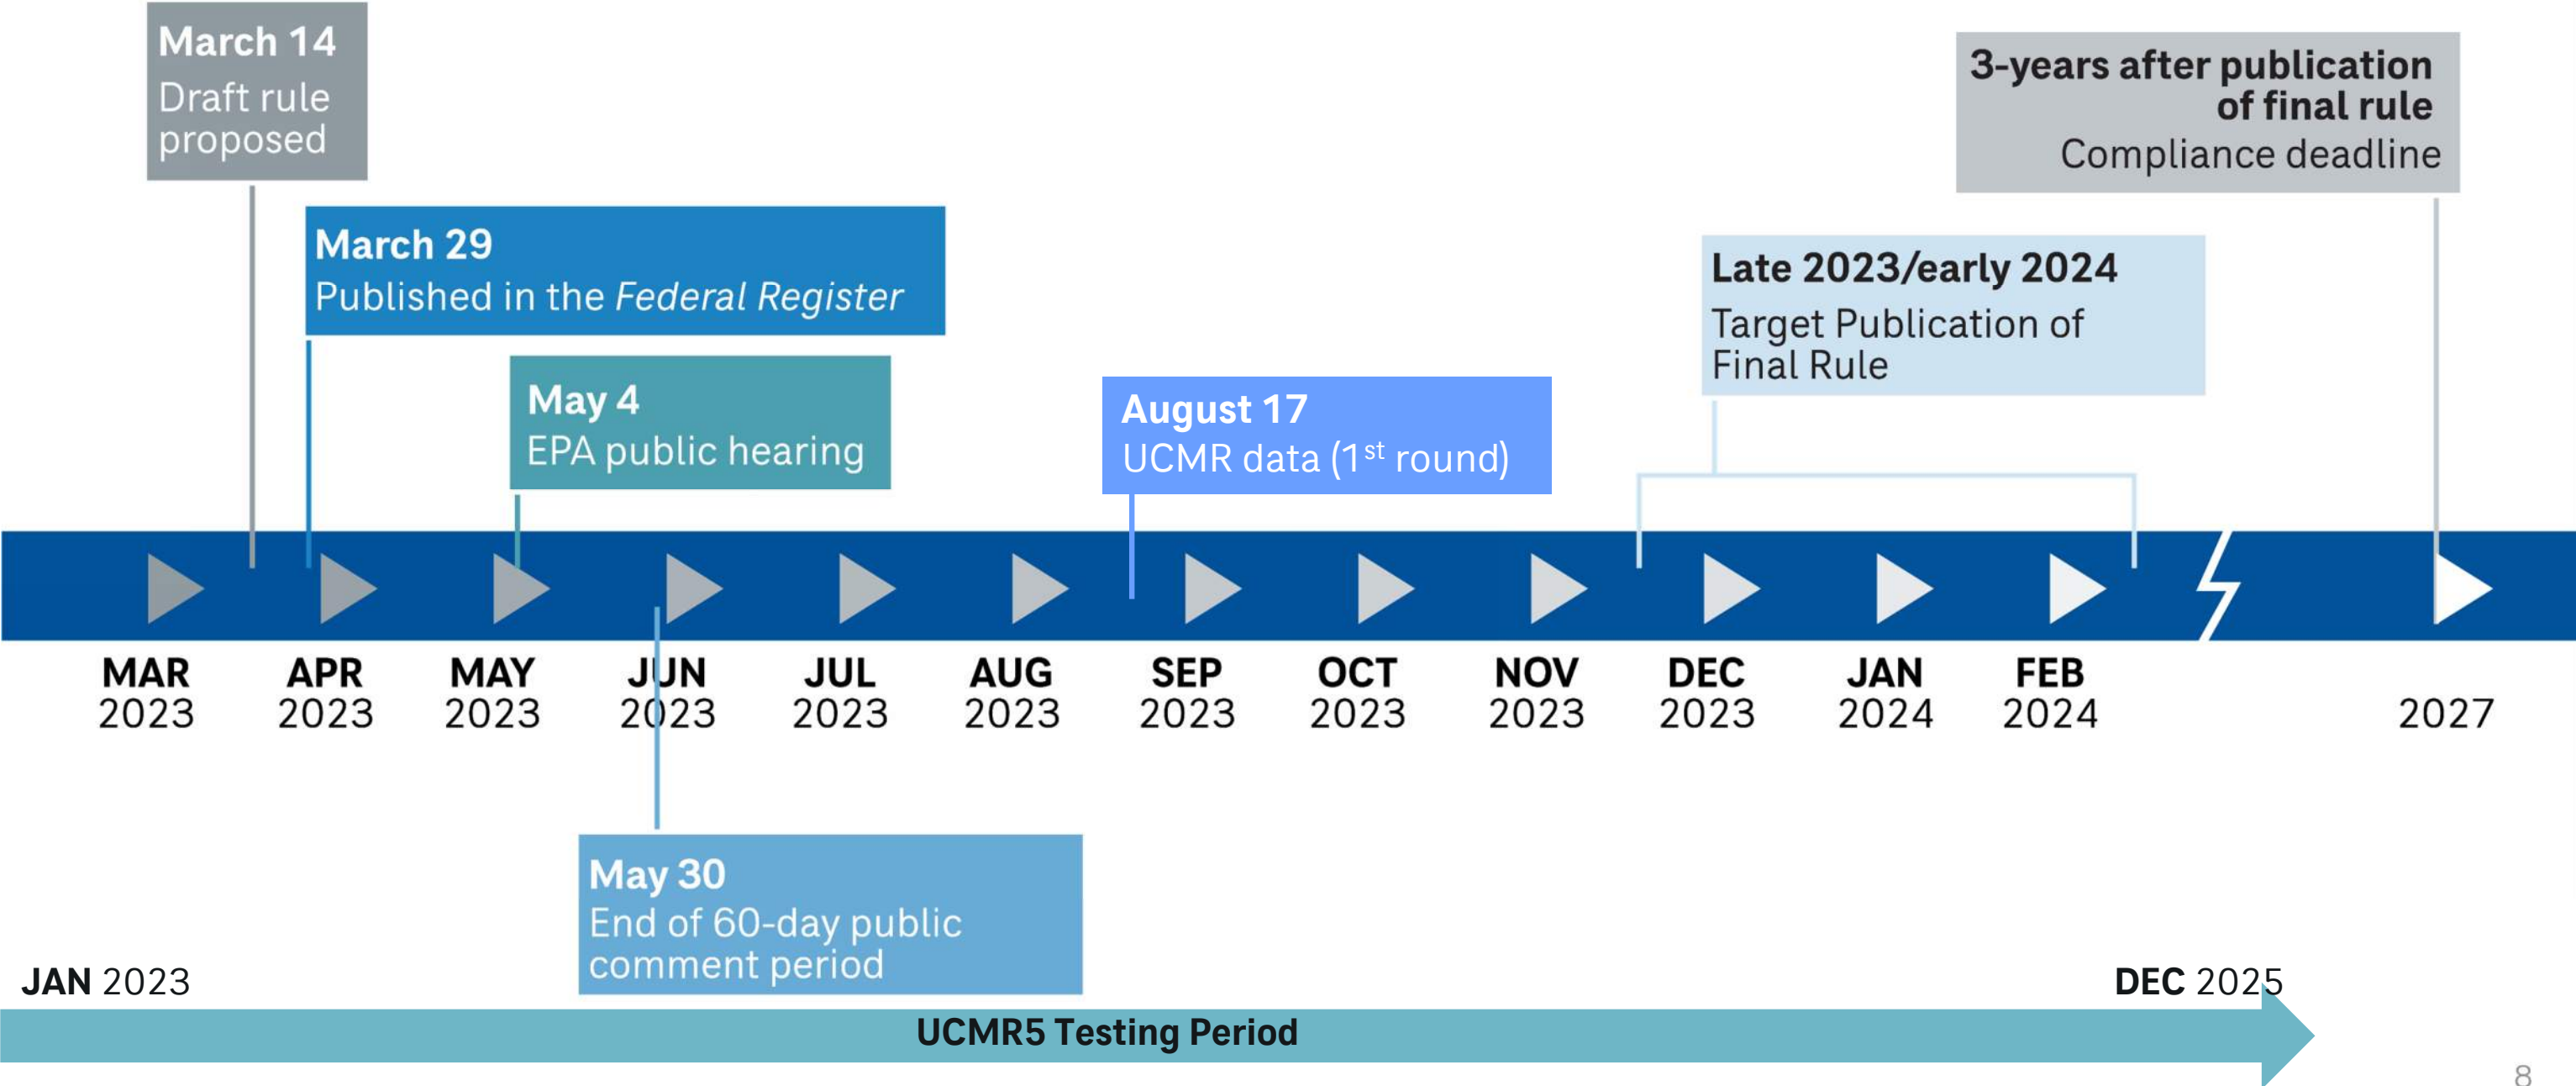 March 14
Draft rule
proposed
3-years after publication
of final rule
Compliance deadline
March 29
Published in the Federal Register
Late 2023/early 2024
Target Publication of
Final Rule
May 4
EPA public hearing
August 17
UCMR data (1st round)
MAR APR MAY JUN JUL AUG SEP OCT NOV DEC JAN FEB
2023 2023 2023 2023 2023 2023 2023 2023 2023 2023 2024 2024 2027
May 30
End of 60-day public
comment period
JAN 2023
DEC 2025
UCMR5 Testing Period
8